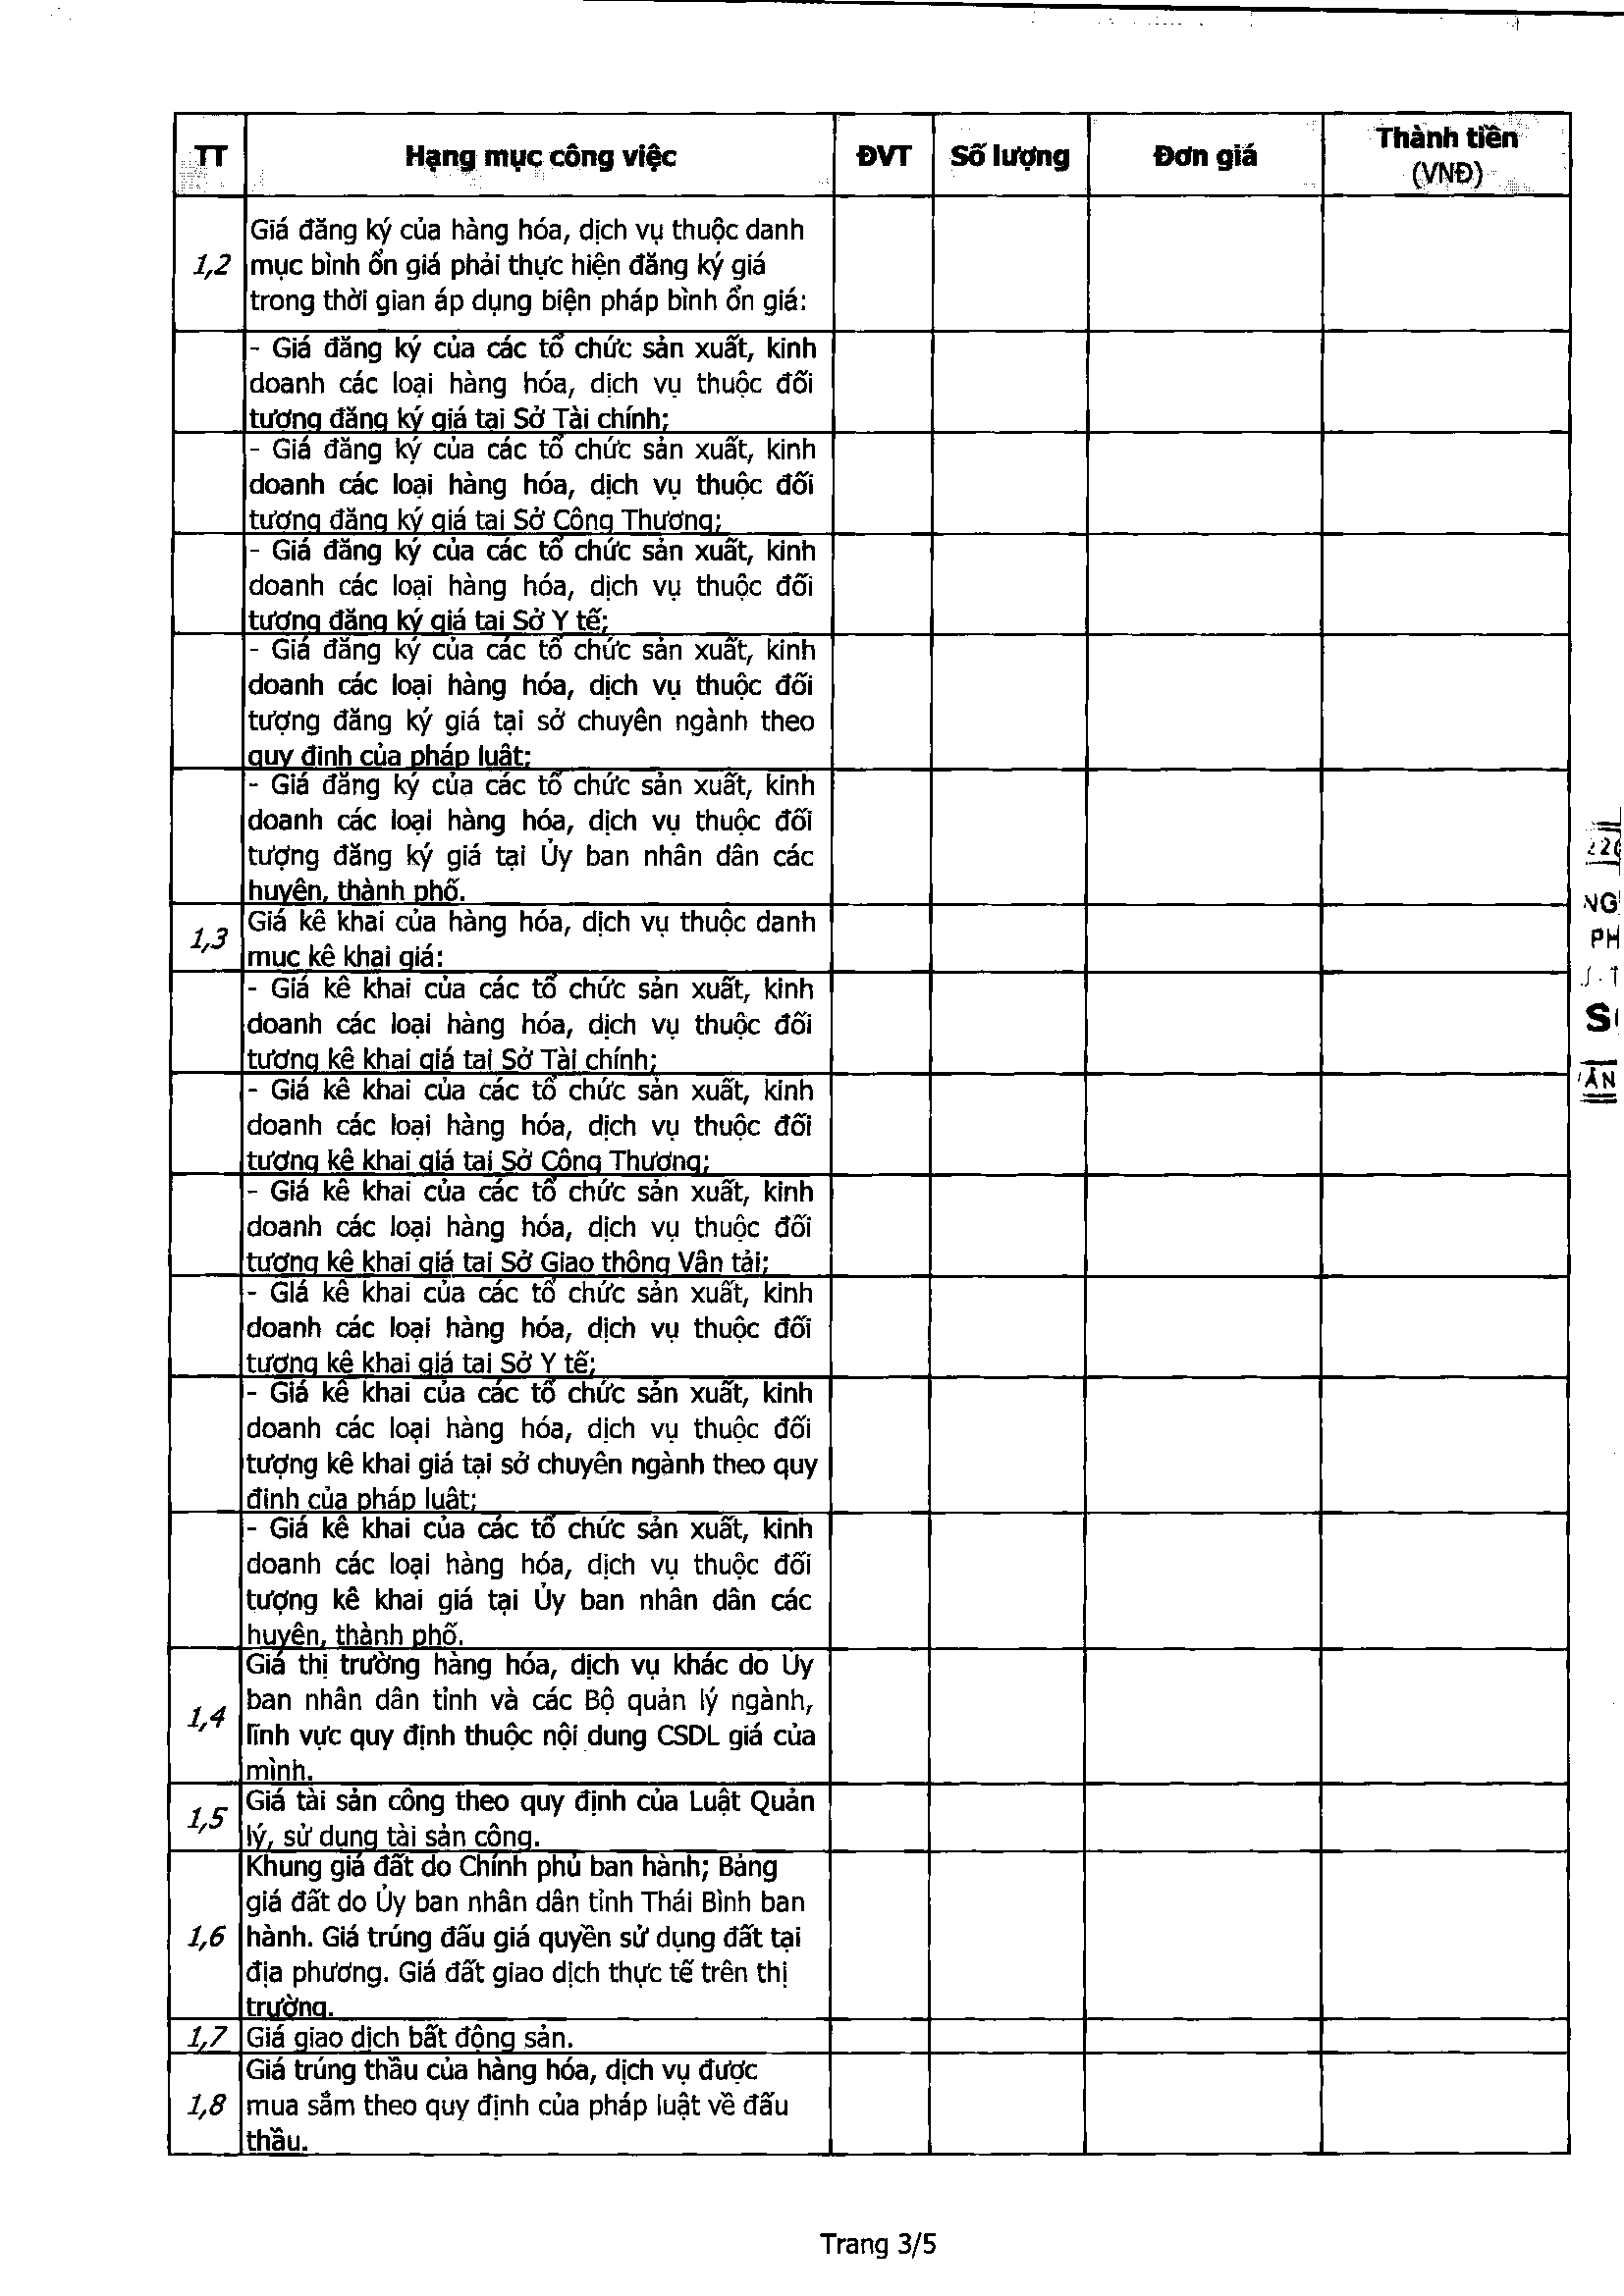 TT Hạng mục công việc ĐVT Số lượng Đơn giá Thành tiền
(VNĐ)
Giá đăng ký của hàng hóa, dịch vụ thuộc danh
1,2 mục bình ổn giá phải thực hiện đăng ký giá
trong thời gian áp dụng biện pháp bình ổn giá:
- Giá đăng ký của các tổ chức sản xuất, kinh
doanh các loại hàng hóa, dịch vụ thuộc đối
tượng đăng ký giá tại Sở Tài chính;
- Giá đăng ký của các tổ chức sản xuất, kinh
doanh các loại hàng hóa, dịch vụ thuộc đối
tượng đăng ký giá tại Sở Công Thương;
- Giá đăng ký của các tổ chức sản xuất, kinh
doanh các loại hàng hóa, dịch vụ thuộc đối
tượng đăng ký giá tại Sở Y tế;
- Giá đăng ký của các tổ chức sản xuất, kinh
doanh các loại hàng hóa, dịch vụ thuộc đối
tượng đăng ký giá tại sở chuyên ngành theo
quy định của pháp luật;
- Giá đăng ký của các tổ chức sản xuất, kinh
doanh các loại hàng hóa, dịch vụ thuộc đối
tượng đăng ký giá tại Ủy ban nhân dân các
huyện, thành phố.
1,3 Giá kê khai của hàng hóa, dịch vụ thuộc danh
mục kê khai giá:
- Giá kê khai của các tổ chức sản xuất, kinh
doanh các loại hàng hóa, dịch vụ thuộc đối
tượng kê khai giá tại Sở Tài chính;
- Giá kê khai của các tổ chức sản xuất, kinh
doanh các loại hàng hóa, dịch vụ thuộc đối
tượng kê khai giá tại Sở Công Thương;
- Giá kê khai của các tổ chức sản xuất, kinh
doanh các loại hàng hóa, dịch vụ thuộc đối
tượng kê khai giá tại Sở Giao thông Vận tải;
- Giá kê khai của các tổ chức sản xuất, kinh
doanh các loại hàng hóa, dịch vụ thuộc đối
tượng kê khai giá tại Sở Y tế;
- Giá kê khai của các tổ chức sản xuất, kinh
doanh các loại hàng hóa, dịch vụ thuộc đối
tượng kê khai giá tại sở chuyên ngành theo quy
định của pháp luật;
- Giá kê khai của các tổ chức sản xuất, kinh
doanh các loại hàng hóa, dịch vụ thuộc đối
tượng kê khai giá tại Ủy ban nhân dân các
huyện, thành phố.
Giá thị trường hàng hóa, dịch vụ khác do Ủy
ban nhân dân tỉnh và các Bộ quản lý ngành,
1,4 lĩnh vực quy định thuộc nội dung CSDL giá của
mình.
1,5 Giá tài sản công theo quy định của Luật Quản
lý, sử dụng tài sản công.
Khung giá đất do Chính phủ ban hành; Bảng
giá đất do Ủy ban nhân dân tỉnh Thái Bình ban
1,6 hành. Giá trúng đấu giá quyền sử dụng đất tại
địa phương. Giá đất giao dịch thực tế trên thị
trường.
1,7 Giá giao dịch bất động sản.
Giá trúng thầu của hàng hóa, dịch vụ được
1,8 mua sắm theo quy định của pháp luật về đấu
thầu.
NG
PH
Trang 3/5